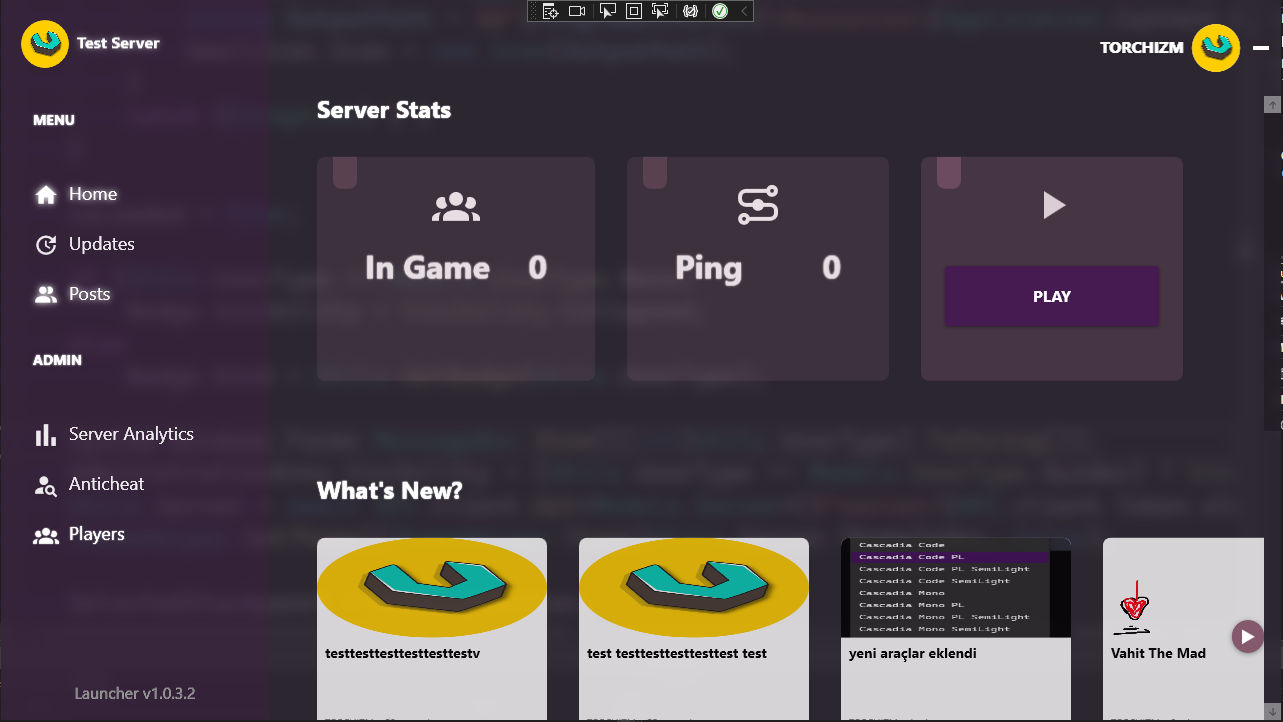 Test Server
TORCHIZM
MENU
Home
Updates
Posts
ADMIN
Server Analytics
Anticheat
Players
Launcher v1.0.3.2
Server Stats
In Game 0
Ping 0
PLAY
What's New?
testtesttesttesttesttestv
test testtesttesttesttest test
Cascadia Code
Cascadia Code PL
Cascadia Code PL SemiLight
Cascadia Code SemiLight
Cascadia Mono
Cascadia Mono PL
Cascadia Mono PL SemiLight
Cascadia Mono SemiLight
yeni araçlar eklendi
Vahit The Mad